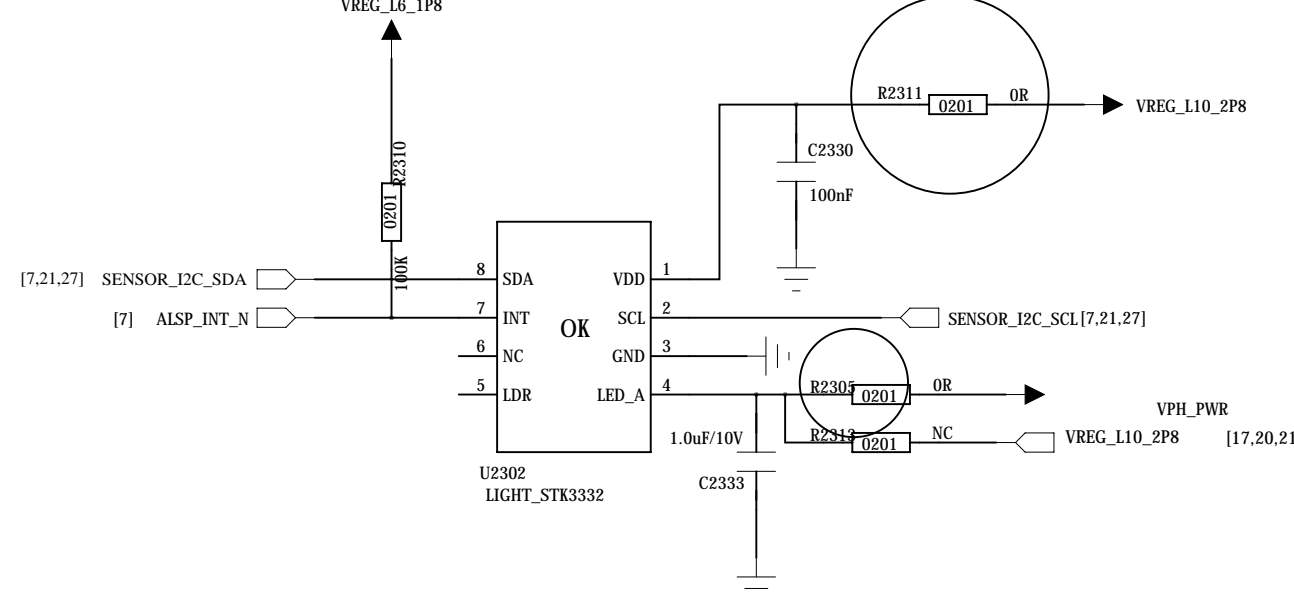 VREG_L6_1P8
R2311 0201 0R
VREG_L10_2P8
C2330
100nF
R2310
0201
100K
[7,21,27] SENSOR_I2C_SDA
8 SDA
VDD 1
[7] ALSP_INT_N
7 INT
SCL 2
SENSOR_I2C_SCL[7,21,27]
OK
6 NC
GND 3
5 LDR
LED_A 4
R2305 0201 0R
VPH_PWR
1.0uF/10V
R2313 0201 NC
VREG_L10_2P8 [17,20,21
U2302
LIGHT_STK3332
C2333